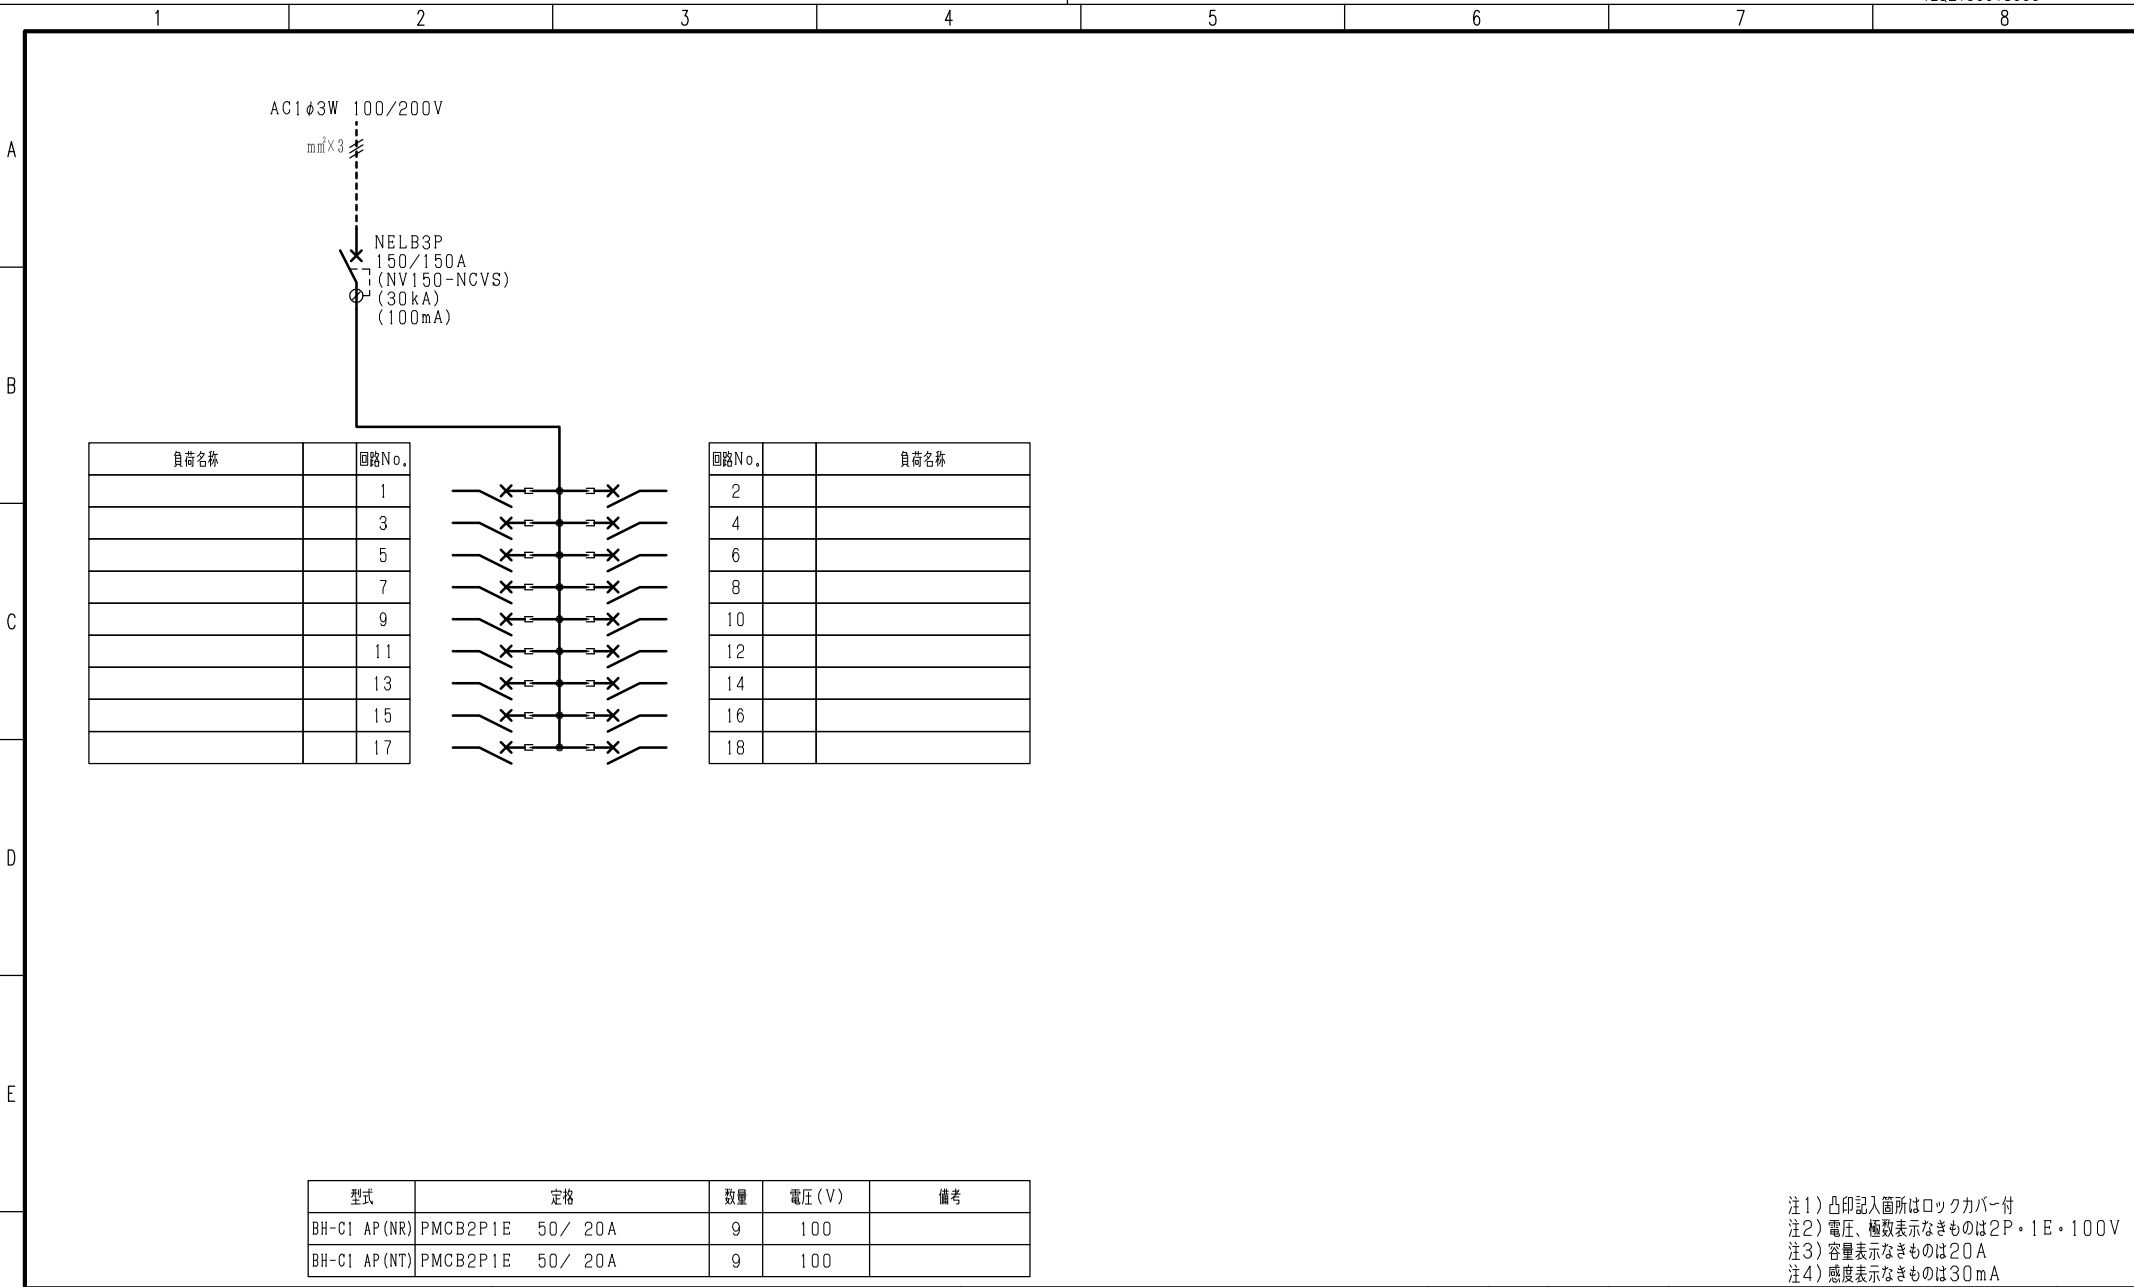 1 2 3 4 5 6 7 8
AC1φ3W 100/200V
mm²×3
A
NELB3P
150/150A
(NV150-NCVS)
(30kA)
(100mA)
B
負荷名称 回路No. 回路No. 負荷名称
1 2
3 4
5 6
7 8
9 10
C
11 12
13 14
15 16
17 18
D
E
型式 定格 数量 電圧(V) 備考
BH-C1 AP(NR) PMCB2P1E 50/ 20A 9 100
BH-C1 AP(NT) PMCB2P1E 50/ 20A 9 100
注1)凸印記入箇所はロックカバー付
注2)電圧、極数表示なきものは2P・1E・100V
注3)容量表示なきものは20A
注4)感度表示なきものは30mA